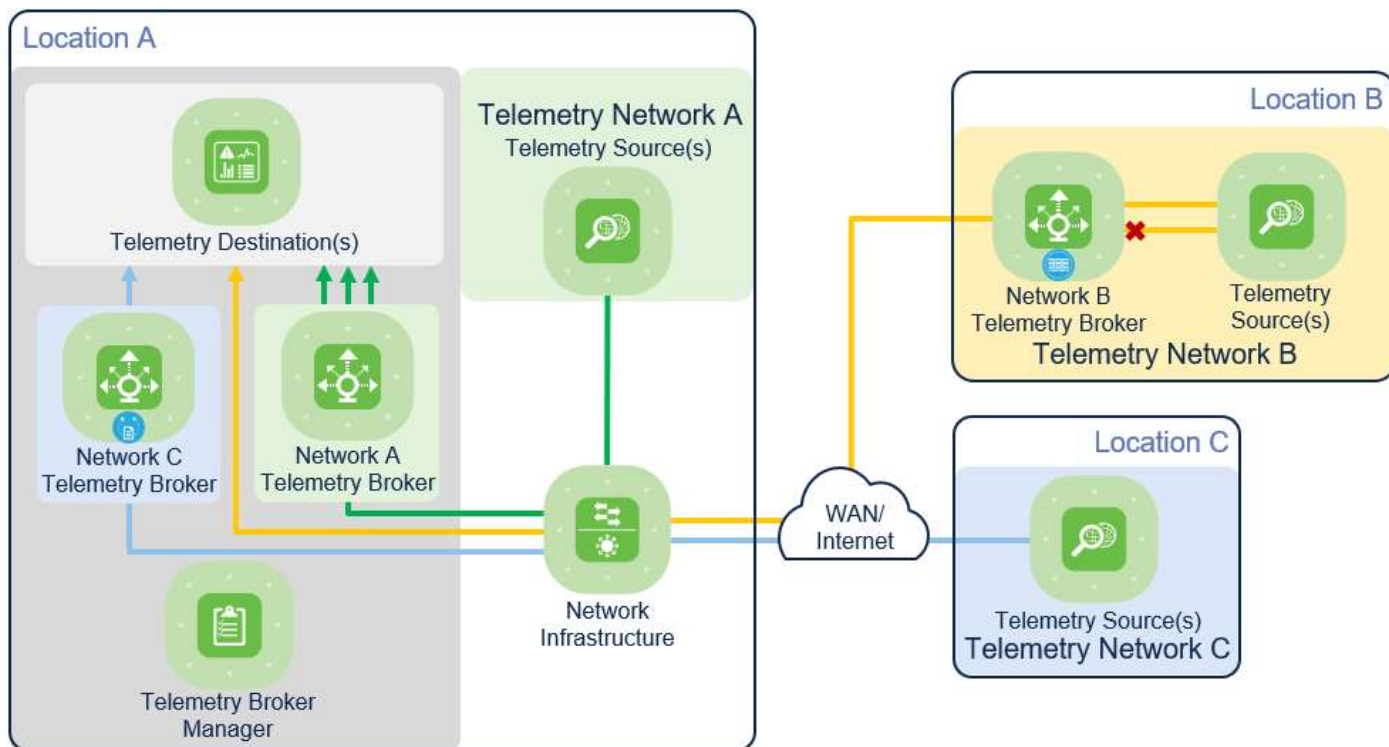 Location A
Telemetry Destination(s)
Network C
Telemetry Broker
Network A
Telemetry Broker
Telemetry Broker
Manager
Telemetry Network A
Telemetry Source(s)
Network
Infrastructure
WAN/
Internet
Location B
Network B
Telemetry Broker
Telemetry
Source(s)
Telemetry Network B
Location C
Telemetry Source(s)
Telemetry Network C